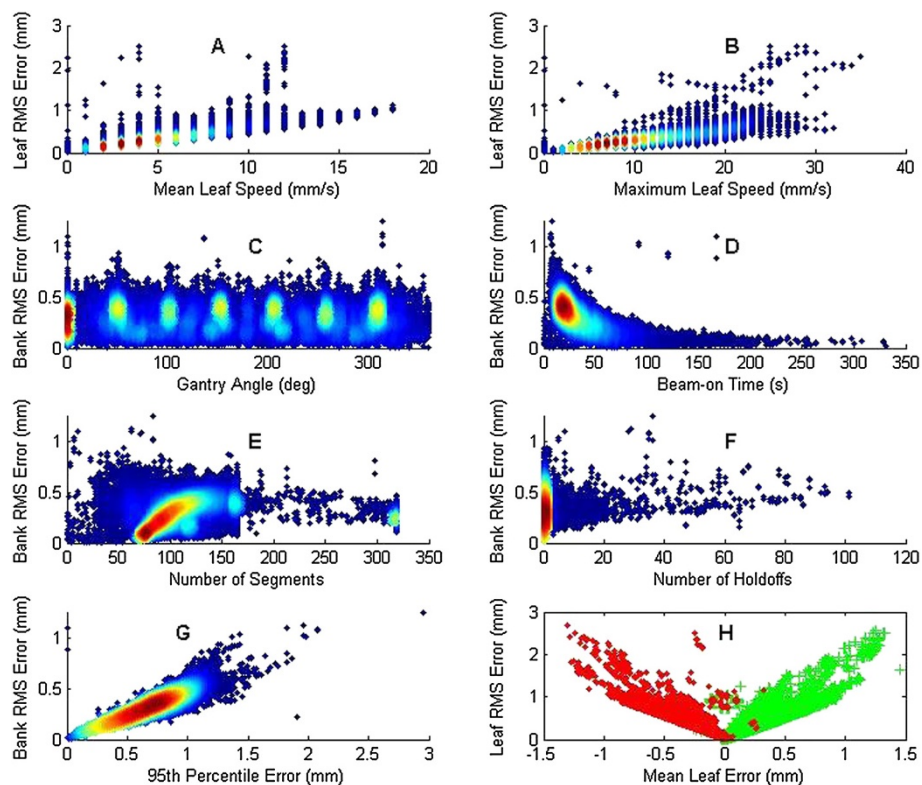 A
Leaf RMS Error (mm)
3
2
1
0
0 5 10 15 20
Mean Leaf Speed (mm/s)
B
Leaf RMS Error (mm)
3
2
1
0
0 10 20 30 40
Maximum Leaf Speed (mm/s)
C
Bank RMS Error (mm)
1
0.5
0
0 100 200 300
Gantry Angle (deg)
D
Bank RMS Error (mm)
1
0.5
0
0 50 100 150 200 250 300 350
Beam-on Time (s)
E
Bank RMS Error (mm)
1
0.5
0
0 50 100 150 200 250 300 350
Number of Segments
F
Bank RMS Error (mm)
1
0.5
0
0 20 40 60 80 100 120
Number of Holdoffs
G
Bank RMS Error (mm)
1
0.5
0
0 0.5 1 1.5 2 2.5 3
95th Percentile Error (mm)
H
Leaf RMS Error (mm)
3
2
1
0
-1.5 -1 -0.5 0 0.5 1 1.5
Mean Leaf Error (mm)